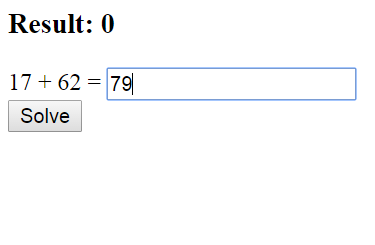 Result: 0
17 + 62 = 79
Solve